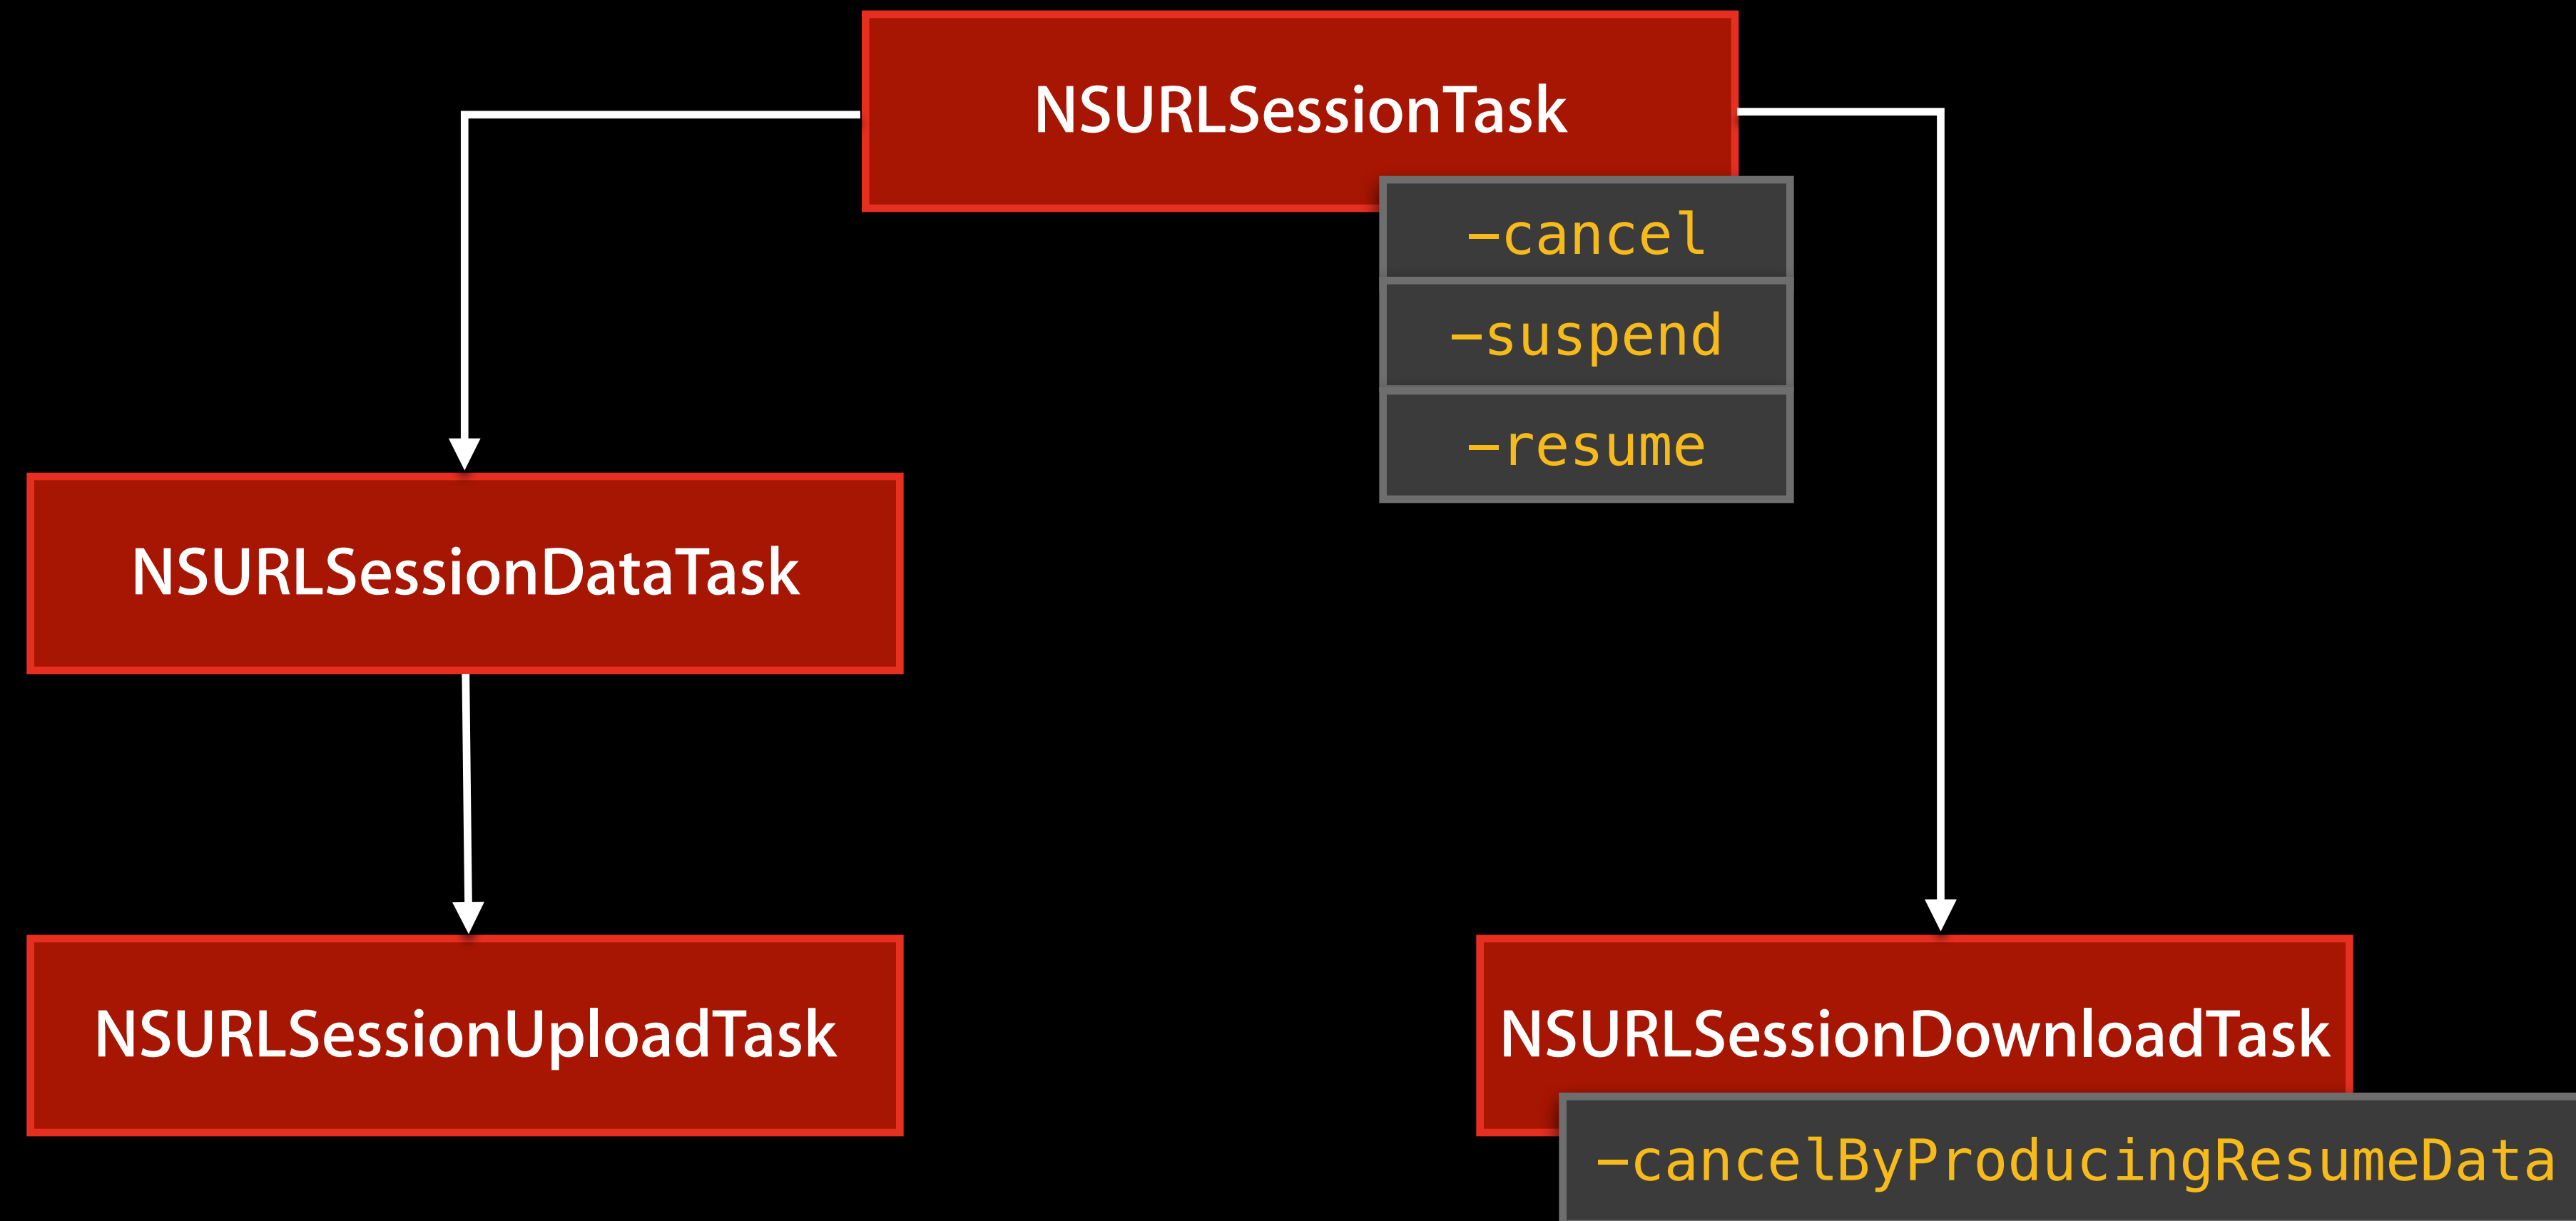 NSURLSessionTask
-cancel
-suspend
-resume
NSURLSessionDataTask
NSURLSessionUploadTask
NSURLSessionDownloadTask
-cancelByProducingResumeData